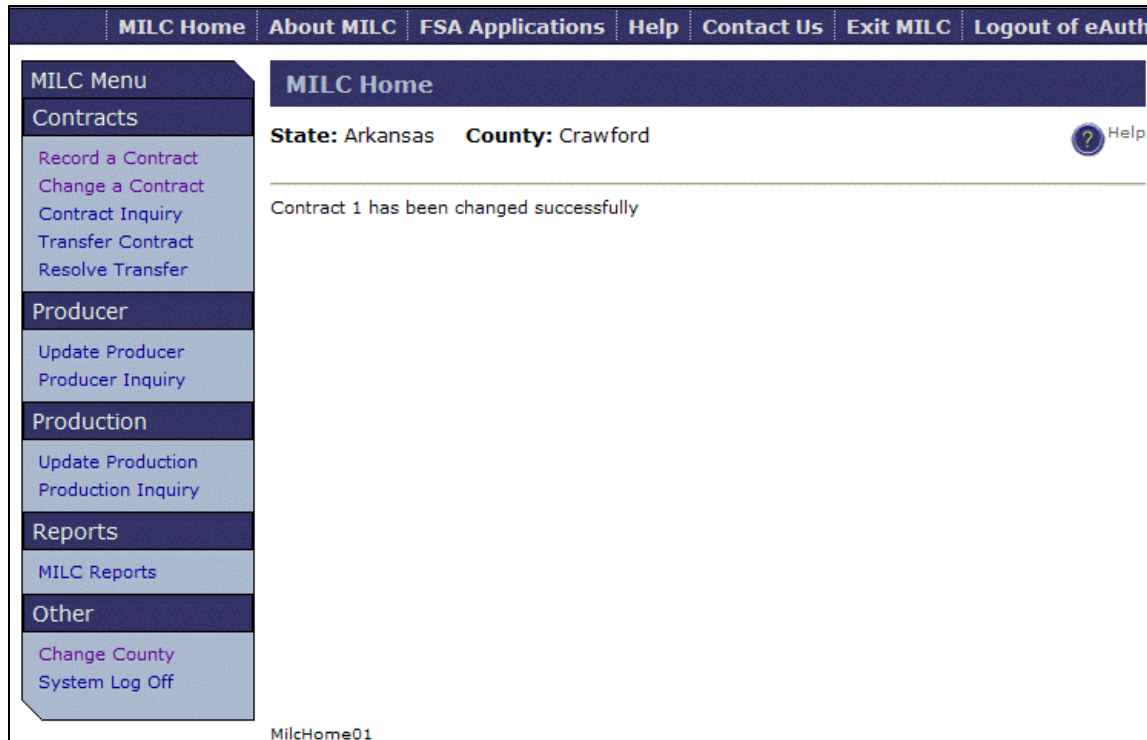 MILC Home About MILC FSA Applications Help Contact Us Exit MILC Logout of eAuth
MILC Menu
Contracts
Record a Contract
Change a Contract
Contract Inquiry
Transfer Contract
Resolve Transfer
Producer
Update Producer
Producer Inquiry
Production
Update Production
Production Inquiry
Reports
MILC Reports
Other
Change County
System Log Off
MILC Home
State: Arkansas County: Crawford
? Help
Contract 1 has been changed successfully
MilcHome01